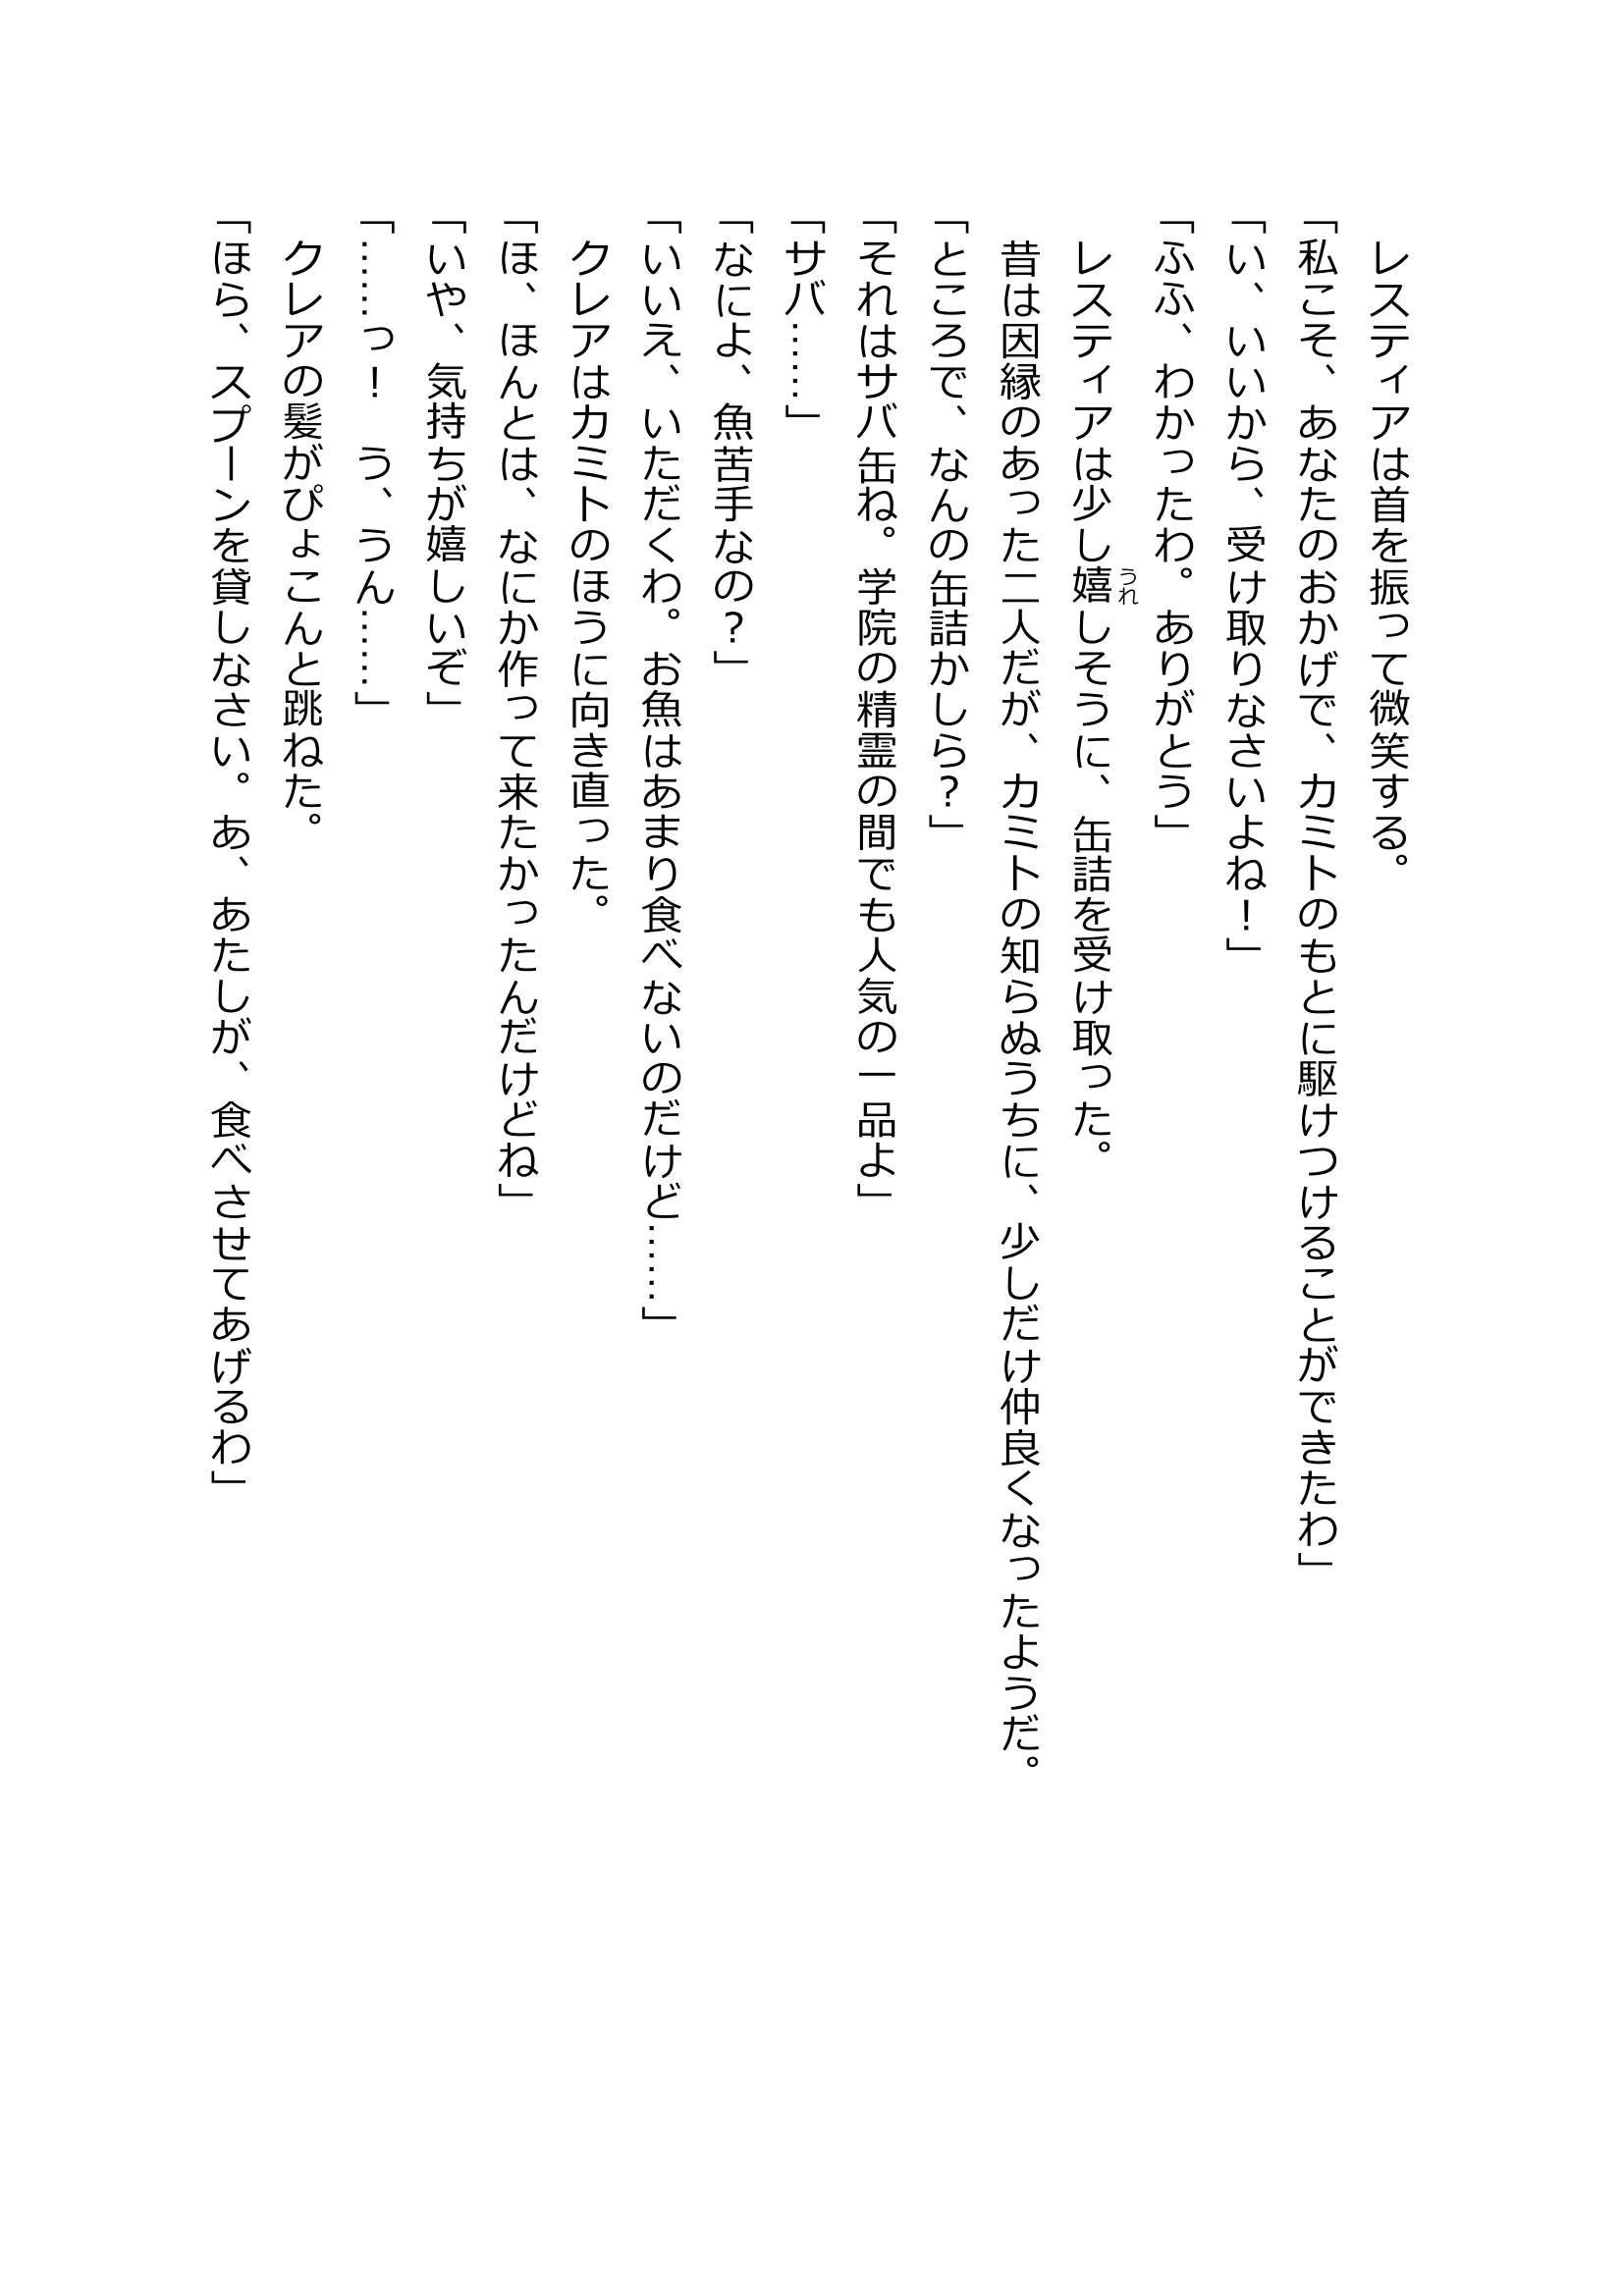 レスティアは首を振って微笑する。
「私こそ、あなたのおかげで、カミトのもとに駆けつけることができたわ」
「い、いいから、受け取りなさいよね！」
「ふふ、わかったわ。ありがとう」
　レスティアは少し嬉しそうに、缶詰を受け取った。
うれ
　昔は因縁のあった二人だが、カミトの知らぬうちに、少しだけ仲良くなったようだ。
「ところで、なんの缶詰かしら？」
「それはサバ缶ね。学院の精霊の間でも人気の一品よ」
「サバ……」
「なによ、魚苦手なの？」
「いいえ、いただくわ。お魚はあまり食べないのだけど……」
　クレアはカミトのほうに向き直った。
「ほ、ほんとは、なにか作って来たかったんだけどね」
「いや、気持ちが嬉しいぞ」
「……っ！　う、うん……」
　クレアの髪がぴょこんと跳ねた。
「ほら、スプーンを貸しなさい。あ、あたしが、食べさせてあげるわ」